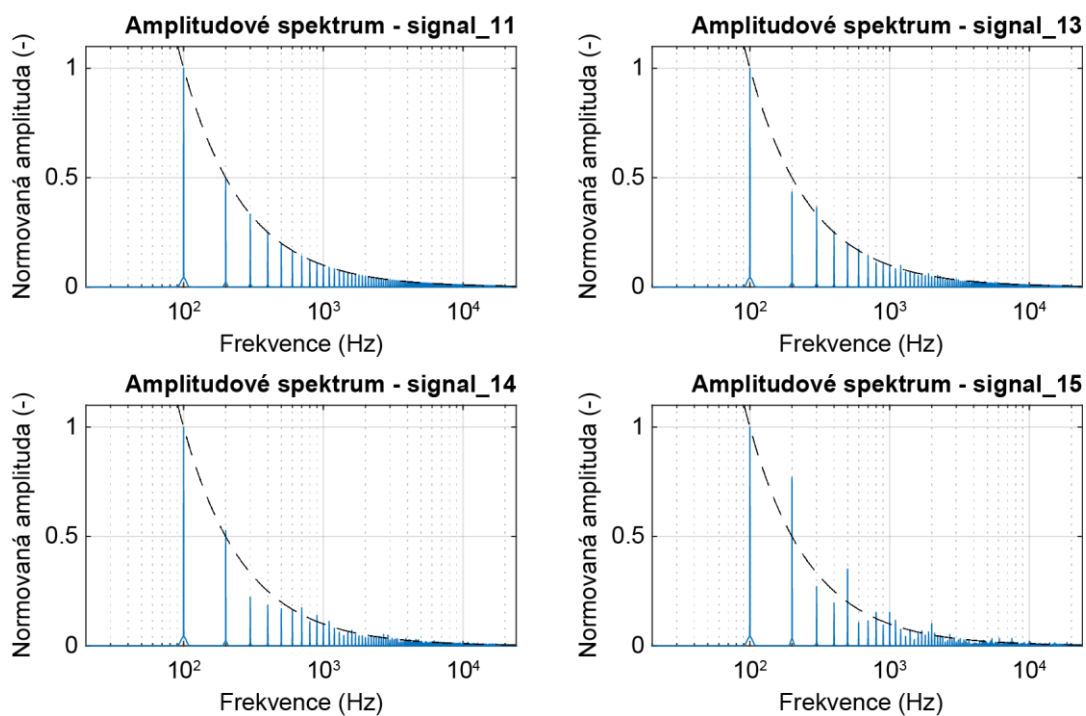 Amplitudové spektrum - signal_11
Normovaná amplituda (-)
1
0.5
0
10²
10³
10⁴
Frekvence (Hz)
Amplitudové spektrum - signal_13
Normovaná amplituda (-)
1
0.5
0
10²
10³
10⁴
Frekvence (Hz)
Amplitudové spektrum - signal_14
Normovaná amplituda (-)
1
0.5
0
10²
10³
10⁴
Frekvence (Hz)
Amplitudové spektrum - signal_15
Normovaná amplituda (-)
1
0.5
0
10²
10³
10⁴
Frekvence (Hz)